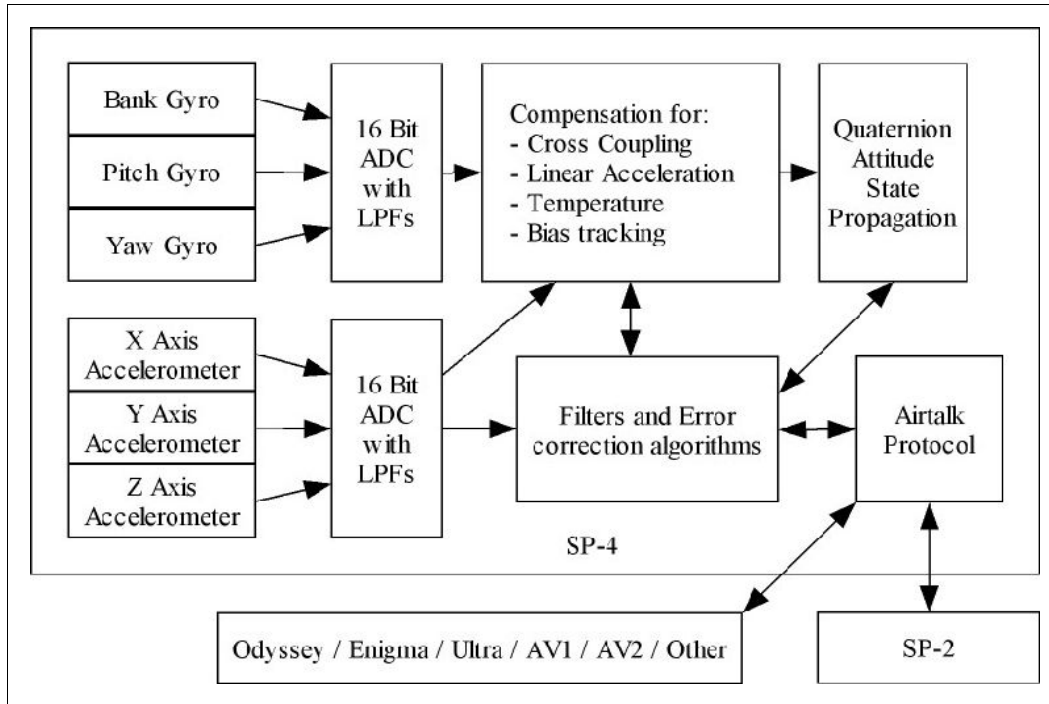 Bank Gyro
Pitch Gyro
Yaw Gyro
16 Bit
ADC
with
LPFs
Compensation for:
- Cross Coupling
- Linear Acceleration
- Temperature
- Bias tracking
Quaternion
Attitude
State
Propagation
X Axis
Accelerometer
Y Axis
Accelerometer
Z Axis
Accelerometer
16 Bit
ADC
with
LPFs
Filters and Error
correction algorithms
Airtalk
Protocol
SP-4
Odyssey / Enigma / Ultra / AV1 / AV2 / Other
SP-2